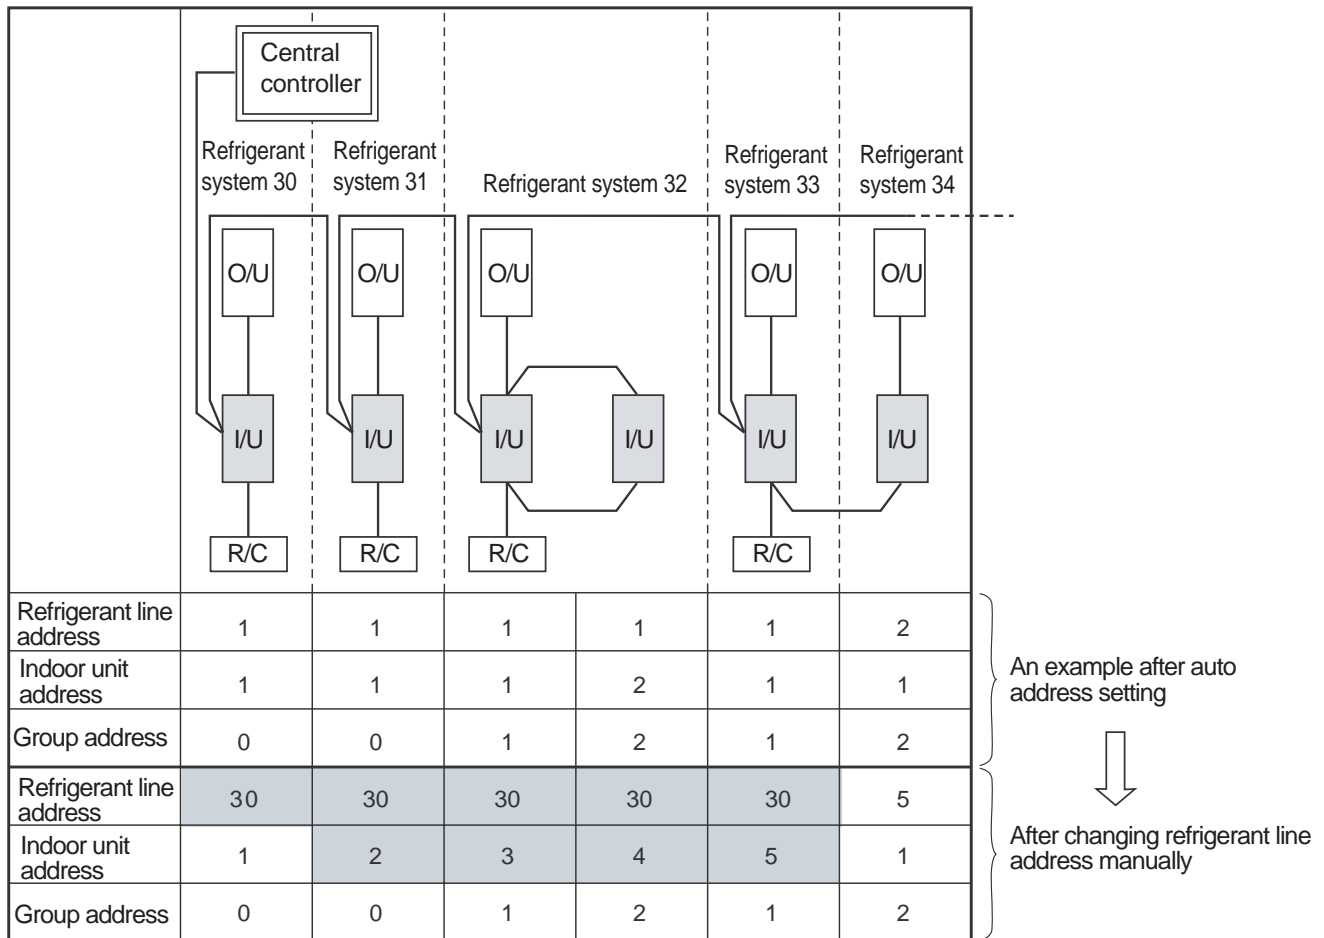 Central
controller
Refrigerant
system 30
Refrigerant
system 31
Refrigerant system 32
Refrigerant
system 33
Refrigerant
system 34
O/U O/U O/U O/U O/U
I/U I/U I/U I/U I/U I/U
R/C R/C R/C R/C
Refrigerant line
address 1 1 1 1 1 2
Indoor unit
address 1 1 1 2 1 1
Group address 0 0 1 2 1 2
An example after auto
address setting
Refrigerant line
address 30 30 30 30 30 5
Indoor unit
address 1 2 3 4 5 1
Group address 0 0 1 2 1 2
After changing refrigerant line
address manually